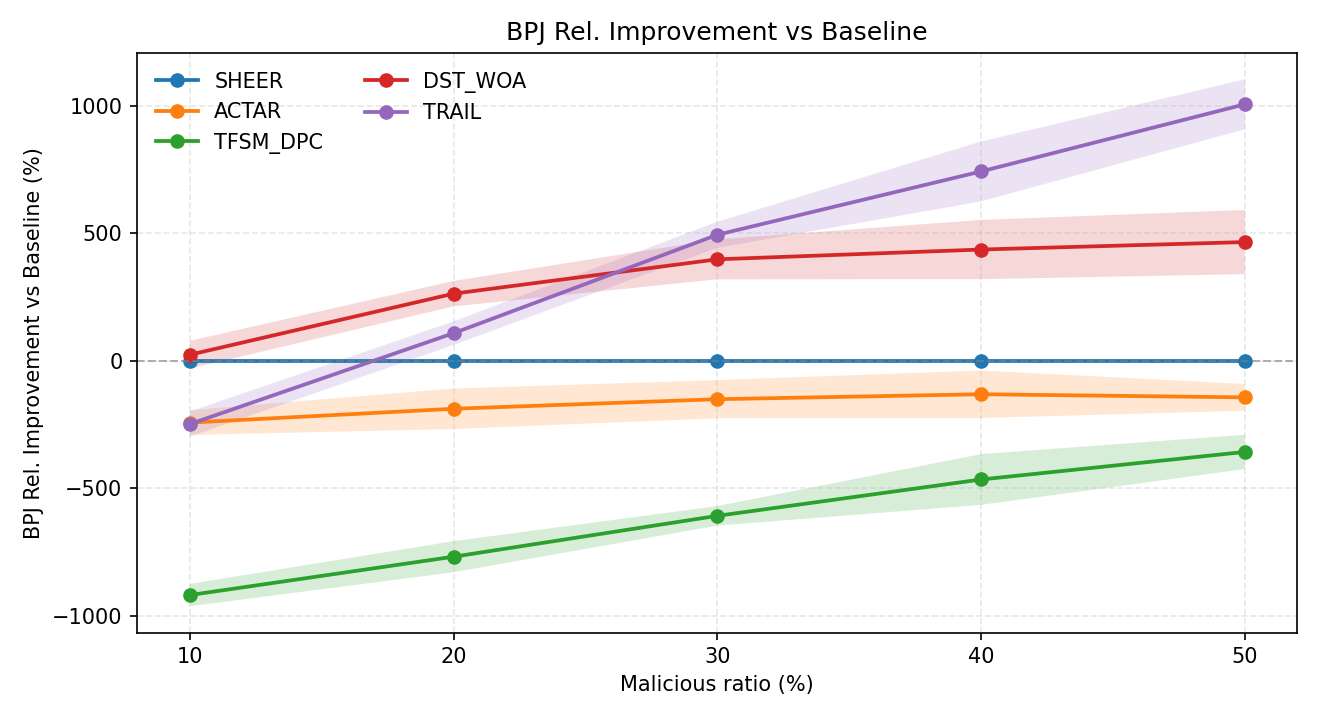 BPJ Rel. Improvement vs Baseline
SHEER
ACTAR
TFSM_DPC
DST_WOA
TRAIL
BPJ Rel. Improvement vs Baseline (%)
1000
500
0
−500
−1000
10 20 30 40 50
Malicious ratio (%)